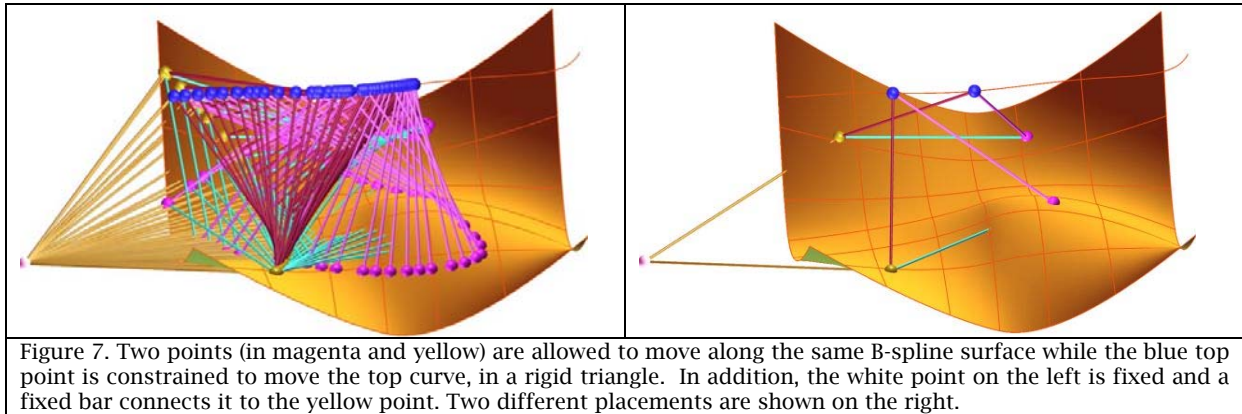 Figure 7. Two points (in magenta and yellow) are allowed to move along the same B-spline surface while the blue top
point is constrained to move the top curve, in a rigid triangle. In addition, the white point on the left is fixed and a
fixed bar connects it to the yellow point. Two different placements are shown on the right.